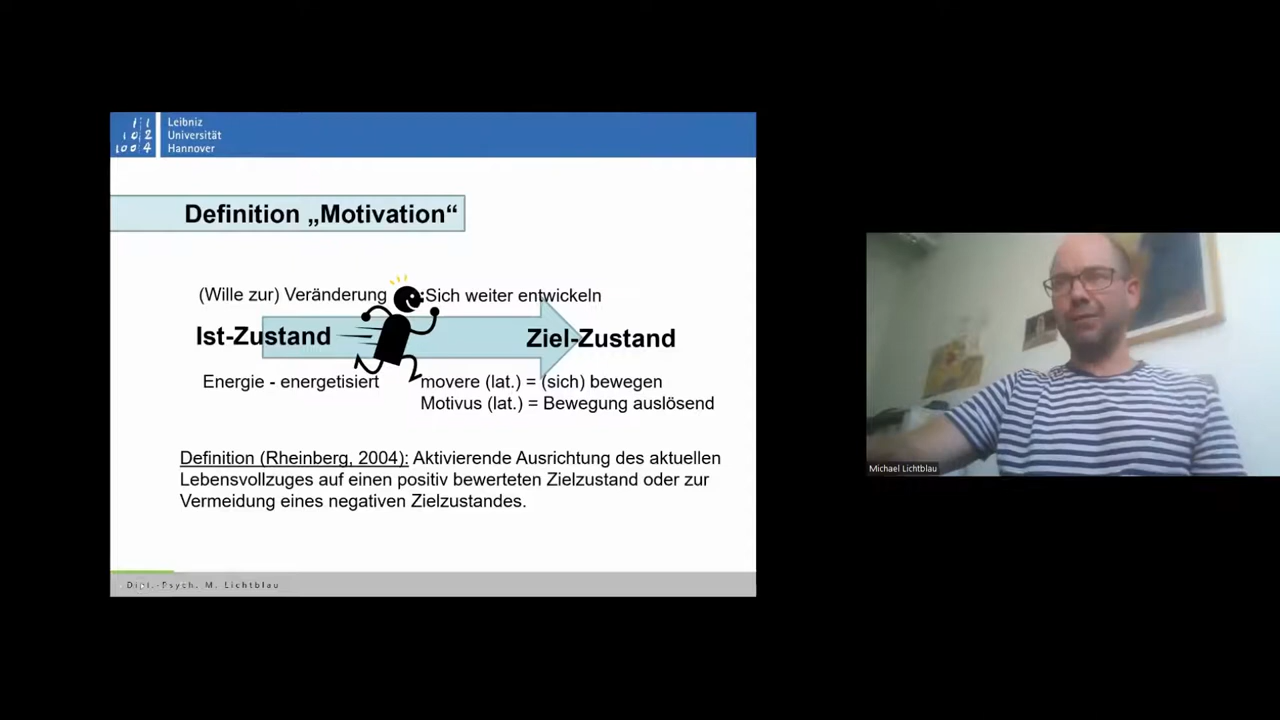 Leibniz
Universität
Hannover
Definition „Motivation“
(Wille zur) Veränderung
:Sich weiter entwickeln
Ist-Zustand
Ziel-Zustand
Energie - energetisiert
movere (lat.) = (sich) bewegen
Motivus (lat.) = Bewegung auslösend
Definition (Rheinberg, 2004): Aktivierende Ausrichtung des aktuellen
Lebensvollzuges auf einen positiv bewerteten Zielzustand oder zur
Vermeidung eines negativen Zielzustandes.
Dipl.-Psych. M. Lichtblau
Michael Lichtblau